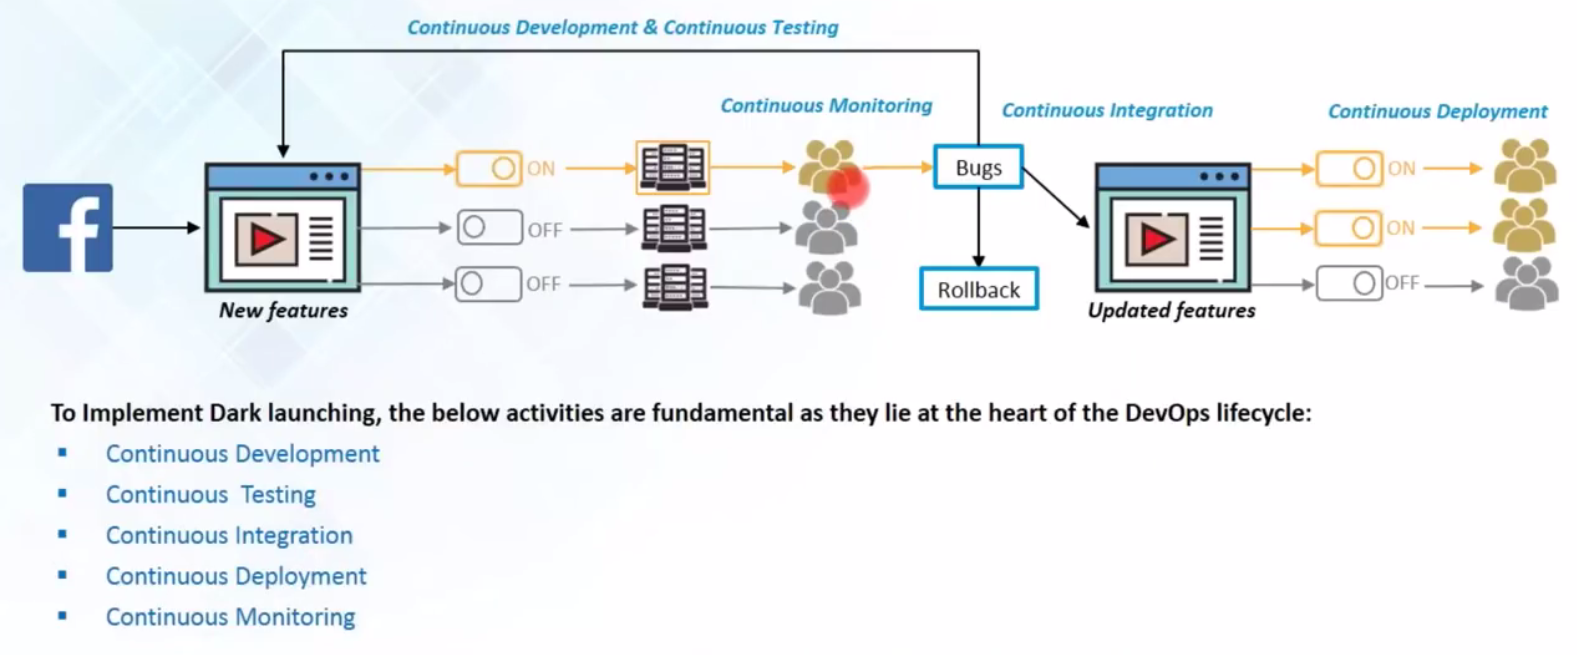 Continuous Development & Continuous Testing
Continuous Monitoring
Continuous Integration
Continuous Deployment
f
ON
OFF
OFF
Bugs
Rollback
ON
ON
OFF
New features
Updated features
To Implement Dark launching, the below activities are fundamental as they lie at the heart of the DevOps lifecycle:
▪ Continuous Development
▪ Continuous Testing
▪ Continuous Integration
▪ Continuous Deployment
▪ Continuous Monitoring